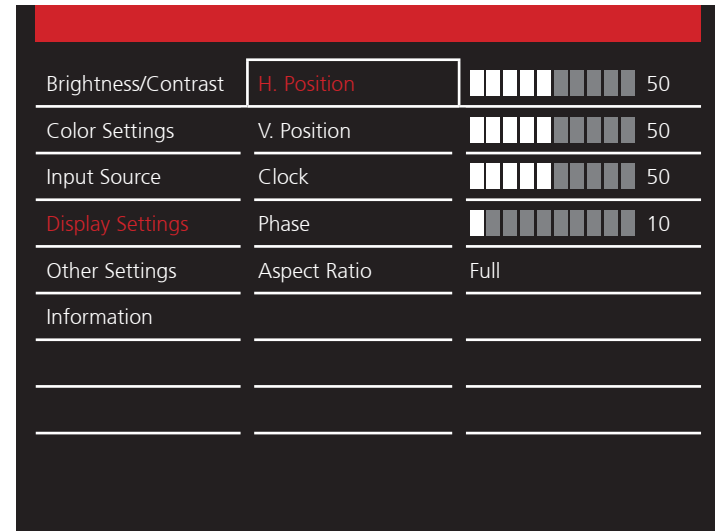 Brightness/Contrast H. Position 50
Color Settings V. Position 50
Input Source Clock 50
Display Settings Phase 10
Other Settings Aspect Ratio Full
Information